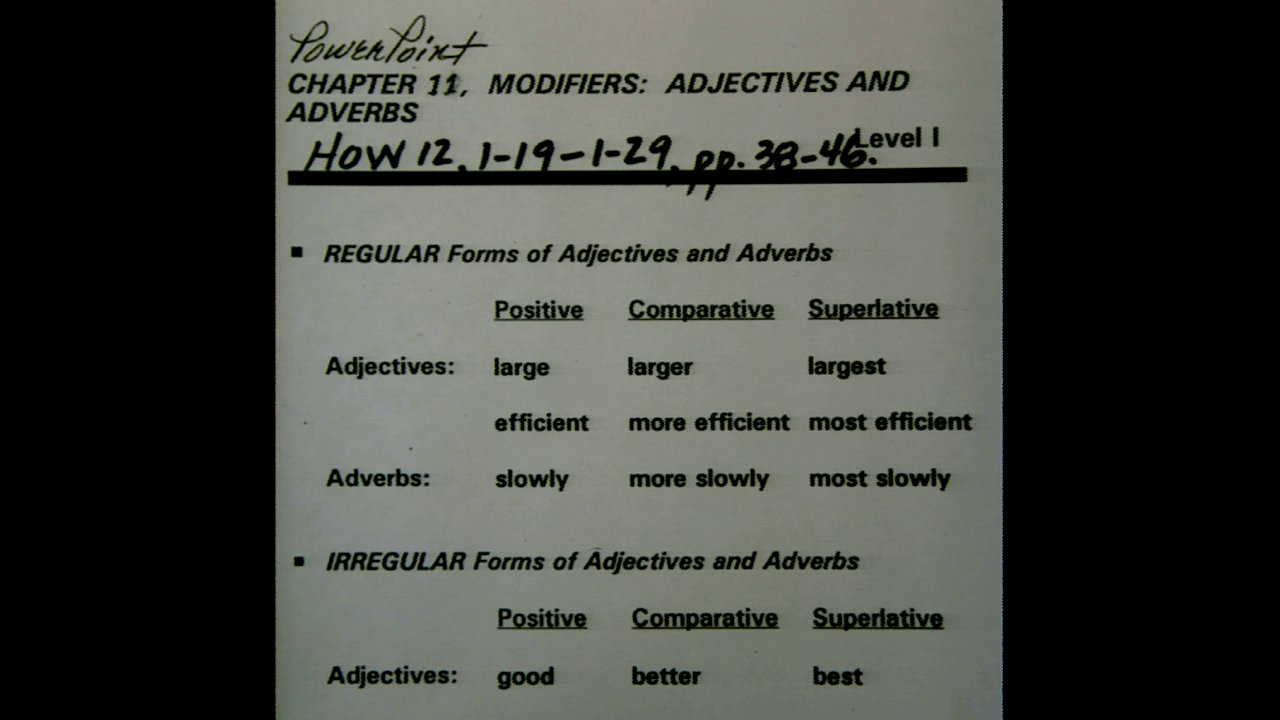 PowerPoint
CHAPTER 11, MODIFIERS: ADJECTIVES AND
ADVERBS
Level I
HOW 12, 1-19-1-29, pp. 38-46.
▪ REGULAR Forms of Adjectives and Adverbs
Positive Comparative Superlative
Adjectives: large larger largest
efficient more efficient most efficient
Adverbs: slowly more slowly most slowly
▪ IRREGULAR Forms of Adjectives and Adverbs
Positive Comparative Superlative
Adjectives: good better best